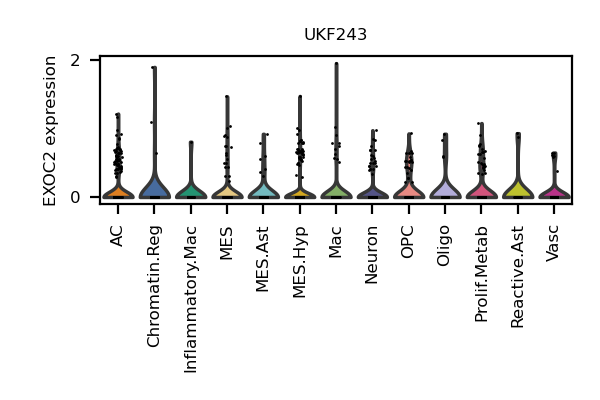 UKF243
EXOC2 expression
2
0
AC
Chromatin.Reg
Inflammatory.Mac
MES
MES.Ast
MES.Hyp
Mac
Neuron
OPC
Oligo
Prolif.Metab
Reactive.Ast
Vasc